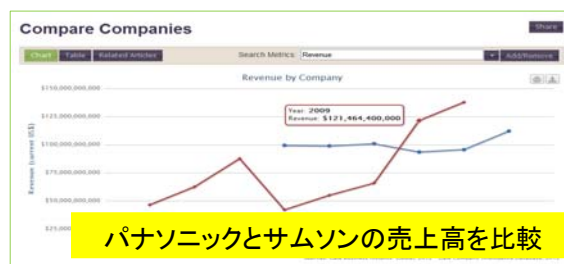 Compare Companies
Share
Chart Table Related Articles Search Metrics: Revenue Add/Remove
Revenue by Company
$150,000,000,000
Year: 2009
Revenue: $121,464,400,000
$125,000,000,000
$100,000,000,000
$75,000,000,000
$50,000,000,000
$25,
Revenue (current US$)
パナソニックとサムソンの売上高を比較